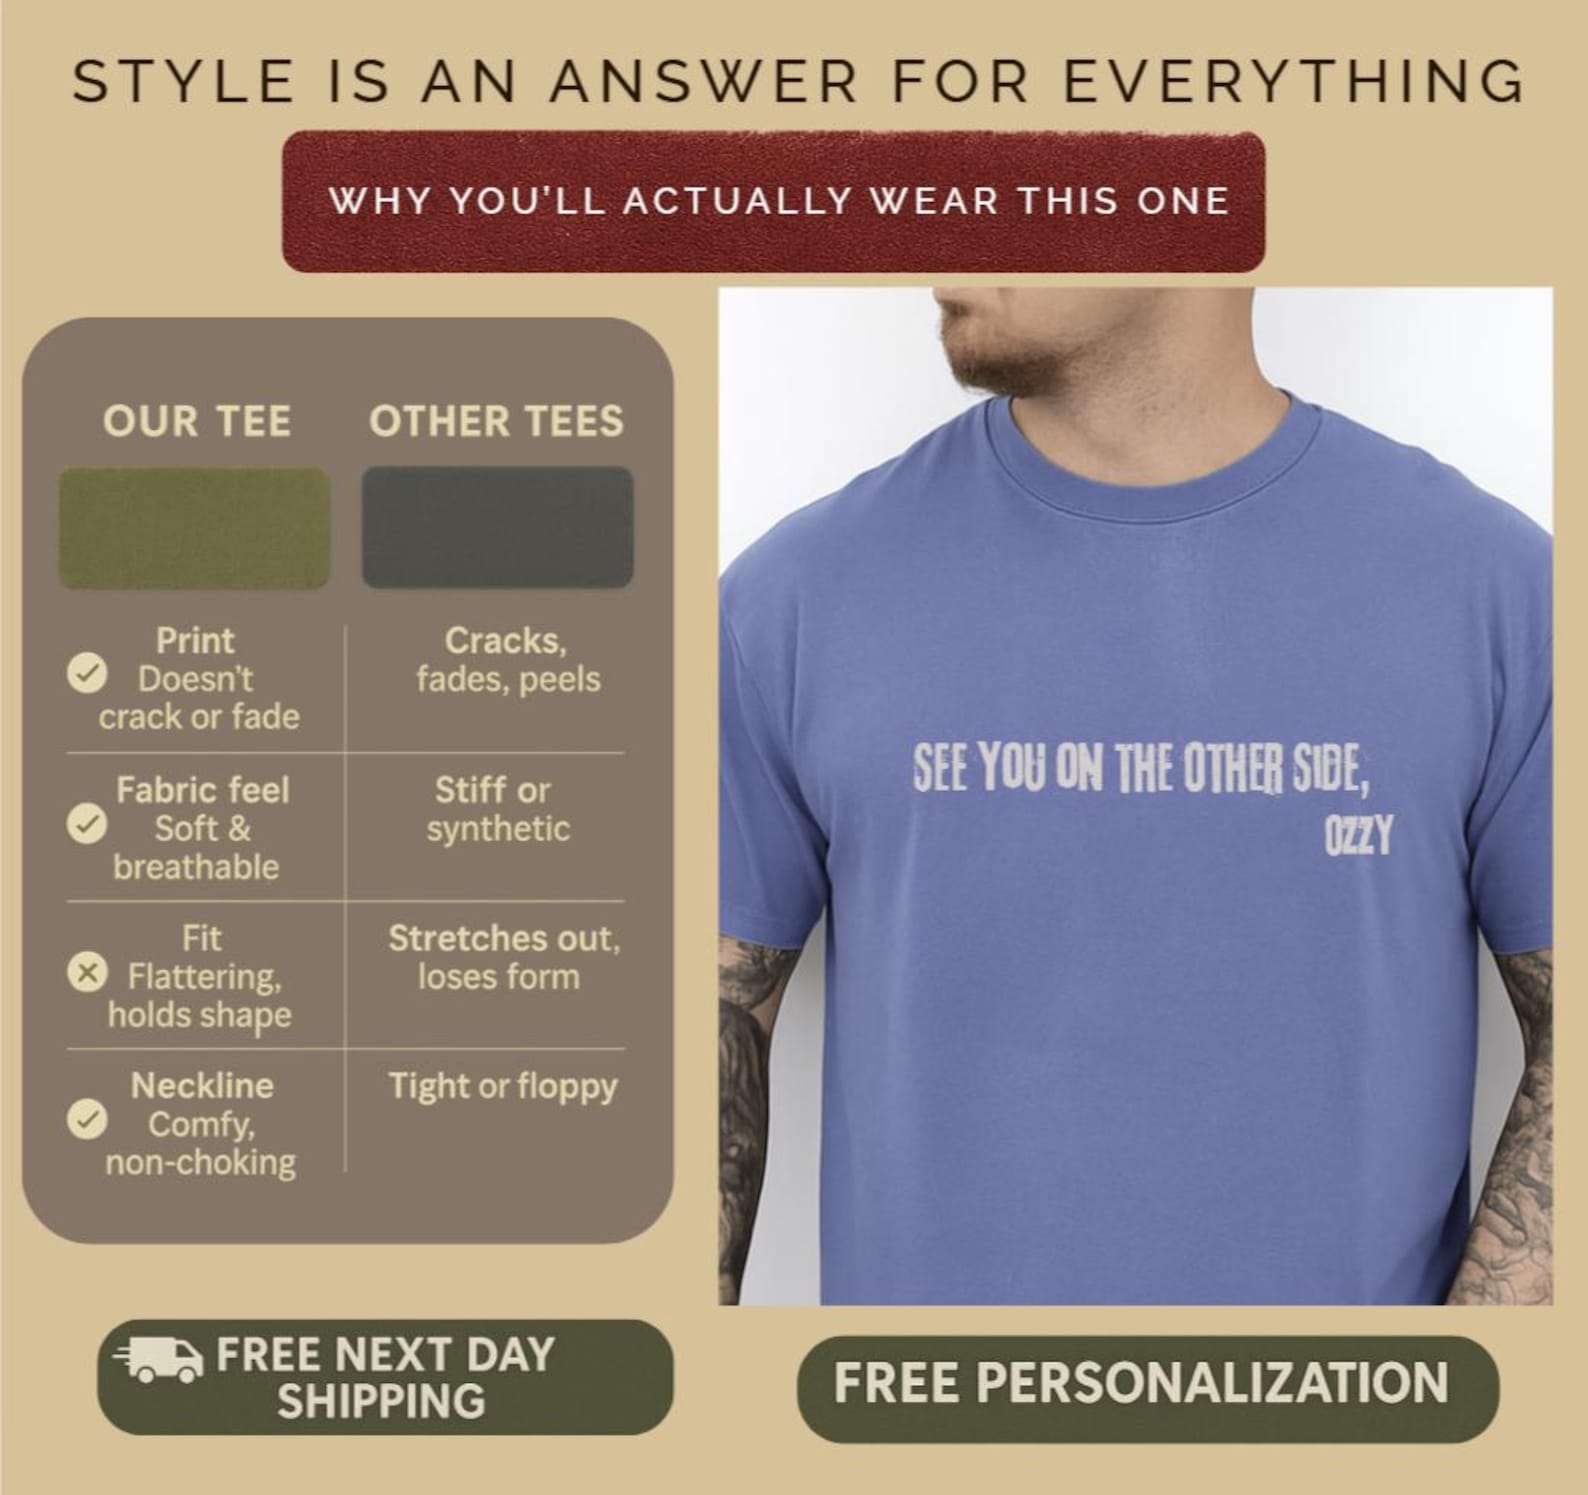 STYLE IS AN ANSWER FOR EVERYTHING
WHY YOU'LL ACTUALLY WEAR THIS ONE
OUR TEE
OTHER TEES
Print
Doesn't
crack or fade
Cracks,
fades, peels
Fabric feel
Soft &
breathable
Stiff or
synthetic
Fit
Flattering,
holds shape
Stretches out,
loses form
Neckline
Comfy,
non-choking
Tight or floppy
SEE YOU ON THE OTHER SIDE,
OZZY
FREE NEXT DAY
SHIPPING
FREE PERSONALIZATION